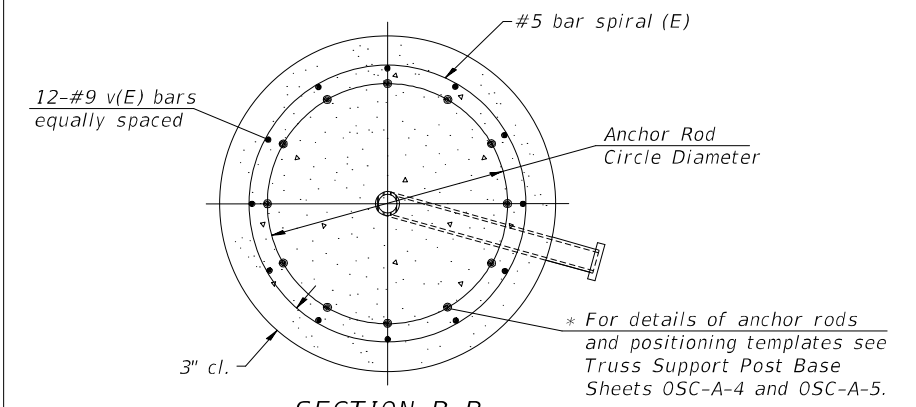 #5 bar spiral (E)
12-#9 v(E) bars
equally spaced
Anchor Rod
Circle Diameter
3" cl.
* For details of anchor rods
and positioning templates see
Truss Support Post Base
Sheets OSC-A-4 and OSC-A-5.
SECTION B-B